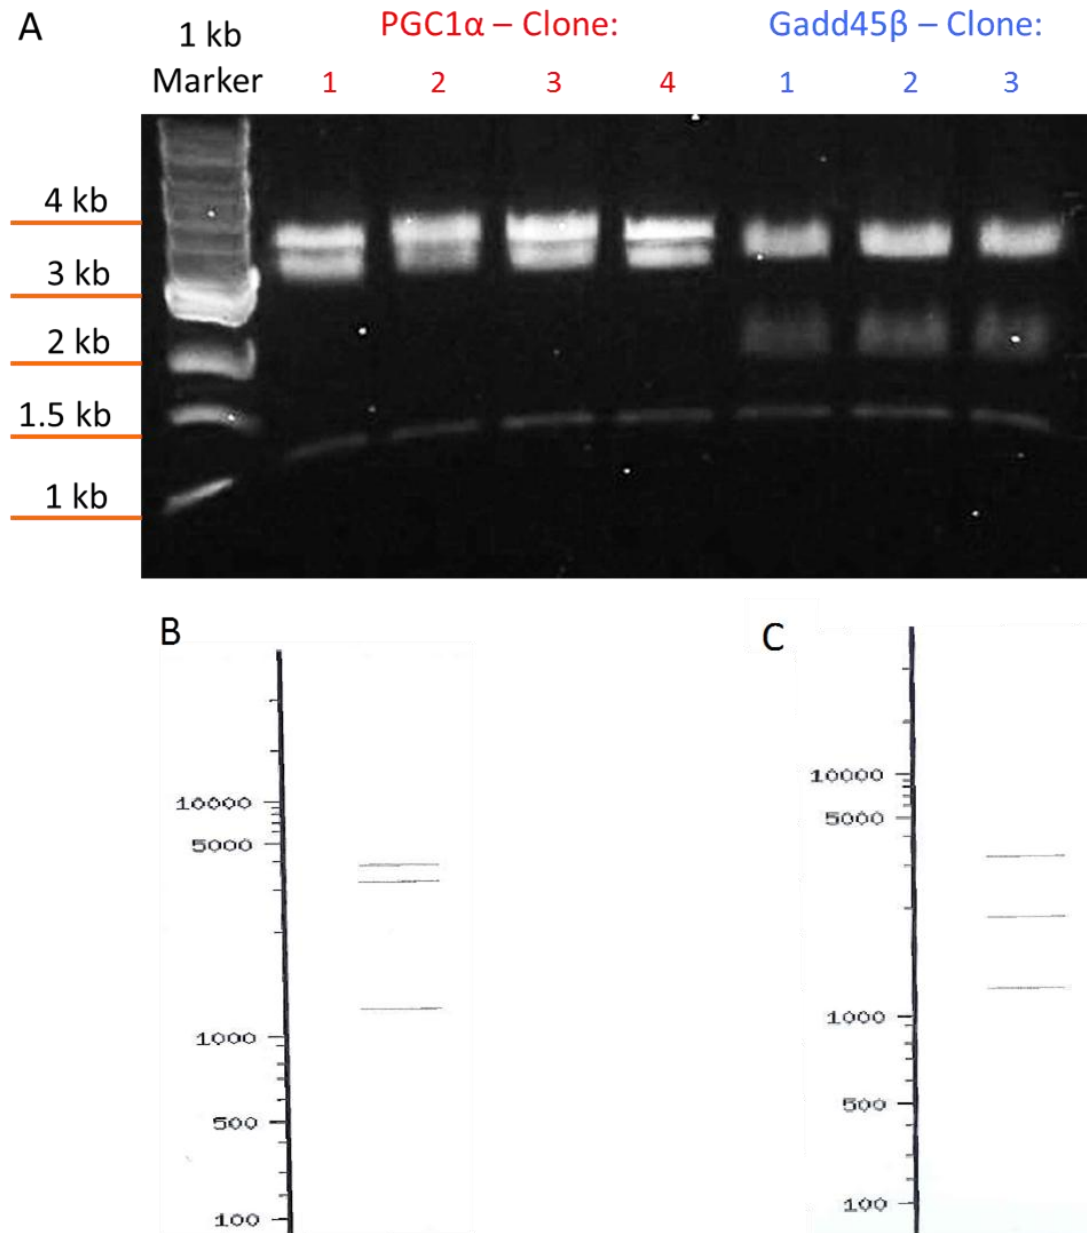 A
1 kb
Marker
PGC1α – Clone:
Gadd45β – Clone:
1 2 3 4 1 2 3
4 kb
3 kb
2 kb
1.5 kb
1 kb
B
10000
5000
1000
500
100
C
10000
5000
1000
500
100